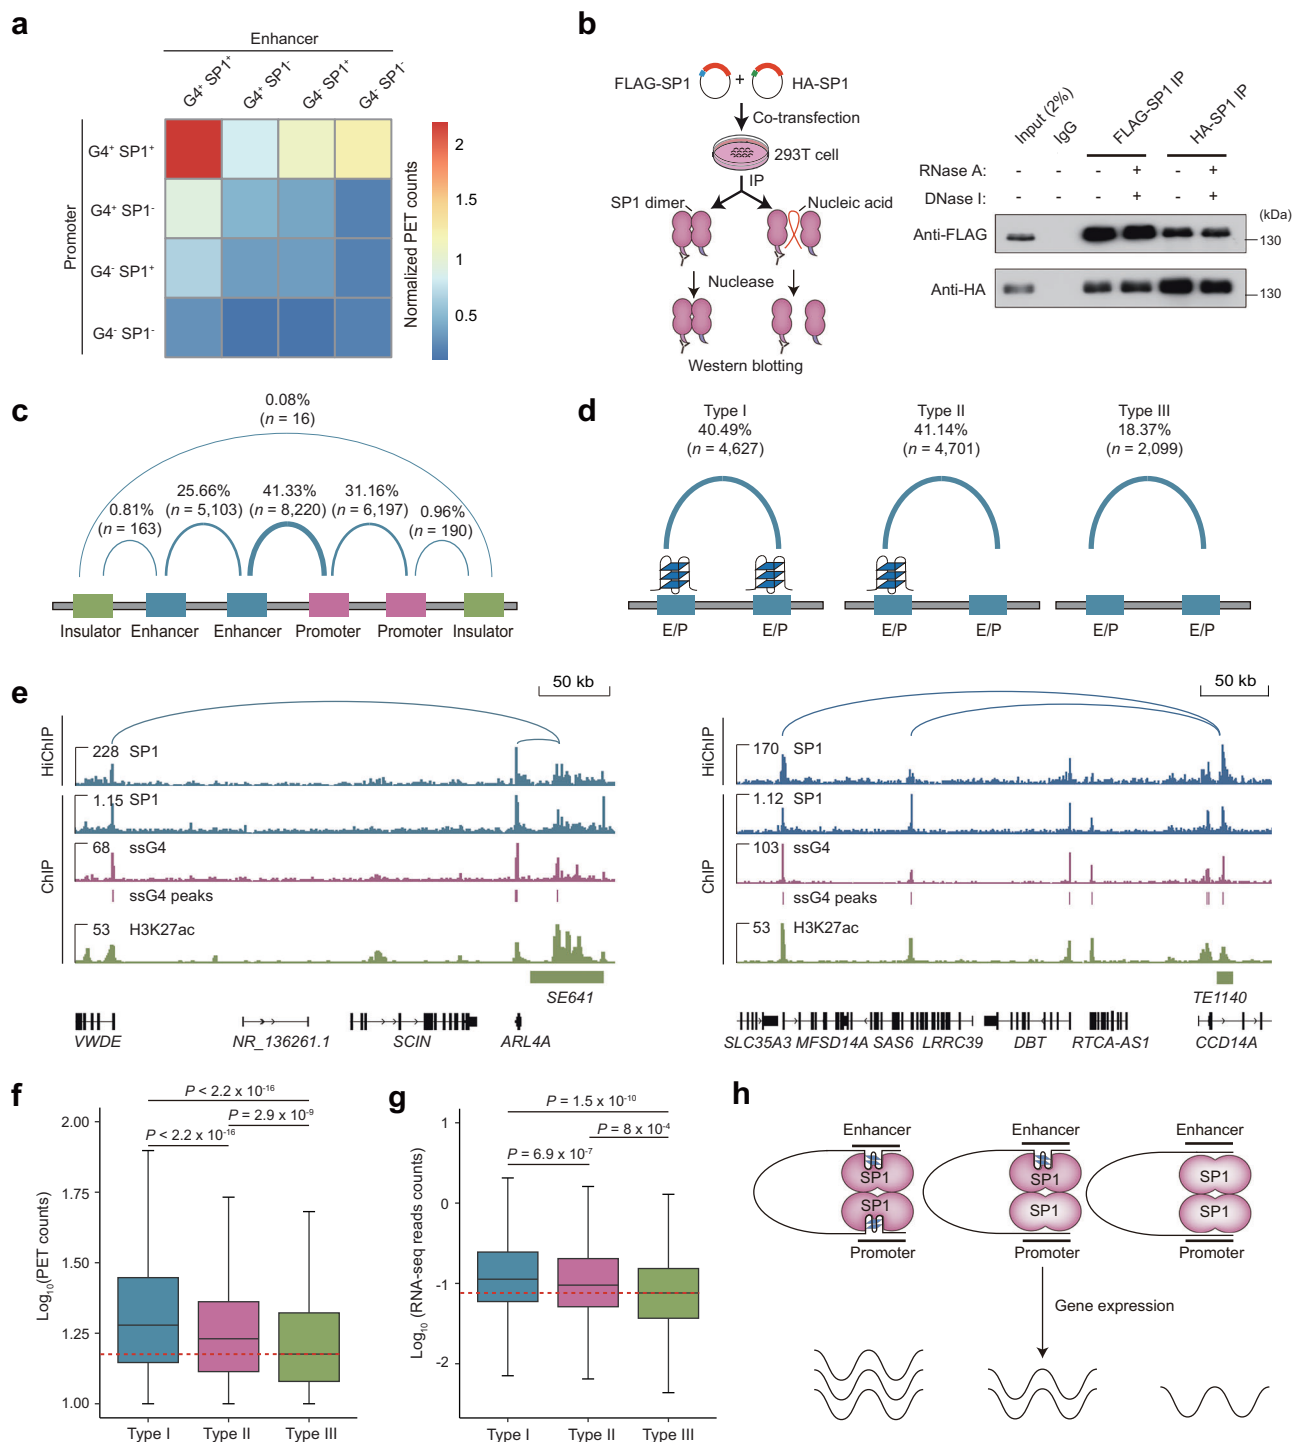 a
Enhancer
G4+ SP1+
G4+ SP1-
G4- SP1+
G4- SP1-
Promoter
G4+ SP1+
G4+ SP1-
G4- SP1+
G4- SP1-
2
1.5
1
0.5
Normalized PET counts
b
FLAG-SP1
+
HA-SP1
Co-transfection
293T cell
IP
SP1 dimer
Nucleic acid
Nuclease
Western blotting
Input (2%)
IgG
FLAG-SP1 IP
HA-SP1 IP
RNase A: - - - + - +
DNase I: - - - + - +
(kDa)
Anti-FLAG
130
Anti-HA
130
c
0.08%
(n = 16)
0.81%
(n = 163)
25.66%
(n = 5,103)
41.33%
(n = 8,220)
31.16%
(n = 6,197)
0.96%
(n = 190)
Insulator Enhancer Enhancer Promoter Promoter Insulator
d
Type I
40.49%
(n = 4,627)
Type II
41.14%
(n = 4,701)
Type III
18.37%
(n = 2,099)
E/P E/P E/P E/P E/P E/P
e
50 kb
HiChIP
228 SP1
ChIP
1.15 SP1
68 ssG4
ssG4 peaks
53 H3K27ac
SE641
VWDE NR_136261.1 SCIN ARL4A
50 kb
HiChIP
170 SP1
ChIP
1.12 SP1
103 ssG4
ssG4 peaks
53 H3K27ac
TE1140
SLC35A3 MFSD14A SAS6 LRRC39 DBT RTCA-AS1 CCD14A
f
P < 2.2 x 10-16
P = 2.9 x 10-9
P < 2.2 x 10-16
Log10(PET counts)
2.00
1.75
1.50
1.25
1.00
Type I Type II Type III
g
P = 1.5 x 10-10
P = 8 x 10-4
P = 6.9 x 10-7
Log10 (RNA-seq reads counts)
1
0
-1
-2
Type I Type II Type III
h
Enhancer
SP1
SP1
Promoter
Enhancer
SP1
SP1
Promoter
Enhancer
SP1
SP1
Promoter
Gene expression